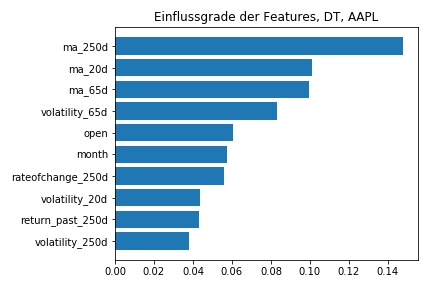 Einflussgrade der Features, DT, AAPL
ma_250d
ma_20d
ma_65d
volatility_65d
open
month
rateofchange_250d
volatility_20d
return_past_250d
volatility_250d
0.00 0.02 0.04 0.06 0.08 0.10 0.12 0.14